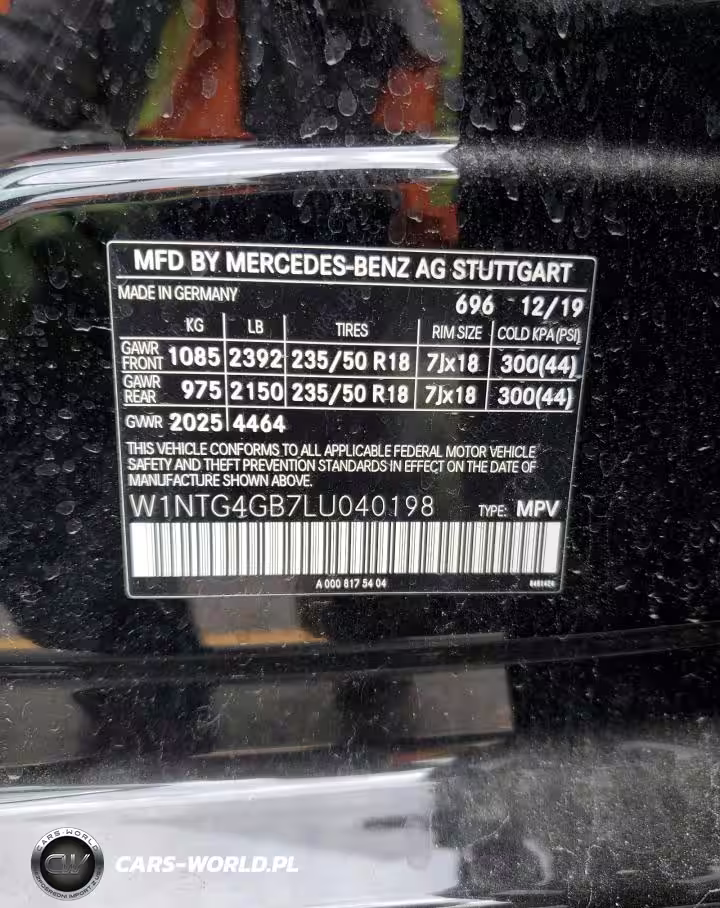 MFD BY MERCEDES-BENZ AG STUTTGART
MADE IN GERMANY 696 12/19
KG LB TIRES RIM SIZE COLD KPA(PSI)
GAWR FRONT 1085 2392 235/50 R18 7Jx18 300(44)
GAWR REAR 975 2150 235/50 R18 7Jx18 300(44)
GVWR 2025 4464
THIS VEHICLE CONFORMS TO ALL APPLICABLE FEDERAL MOTOR VEHICLE
SAFETY AND THEFT PREVENTION STANDARDS IN EFFECT ON THE DATE OF
MANUFACTURE SHOWN ABOVE.
W1NTG4GB7LU040198 TYPE: MPV
A 000 817 54 04
CARS-WORLD
CW
CARS-WORLD.PL